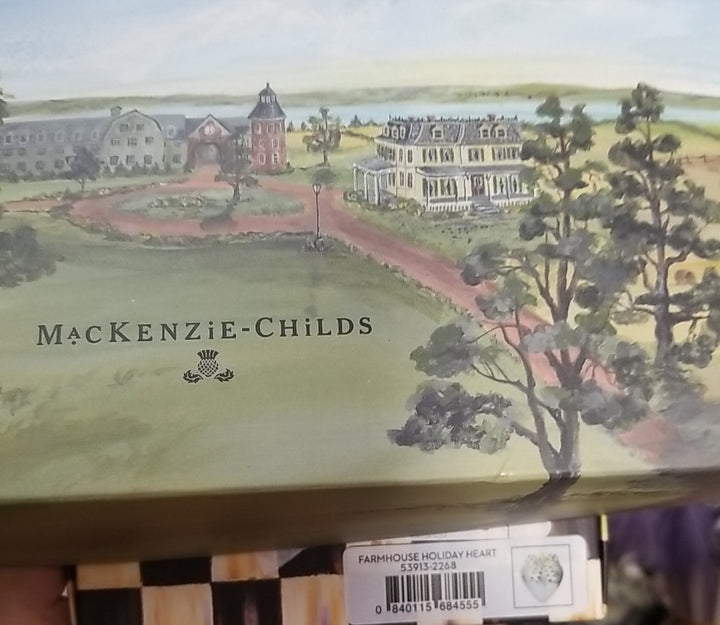 MacKENZiE-CHiLDS
FARMHOUSE HOLIDAY HEART
53913-2268
0 840115 684555